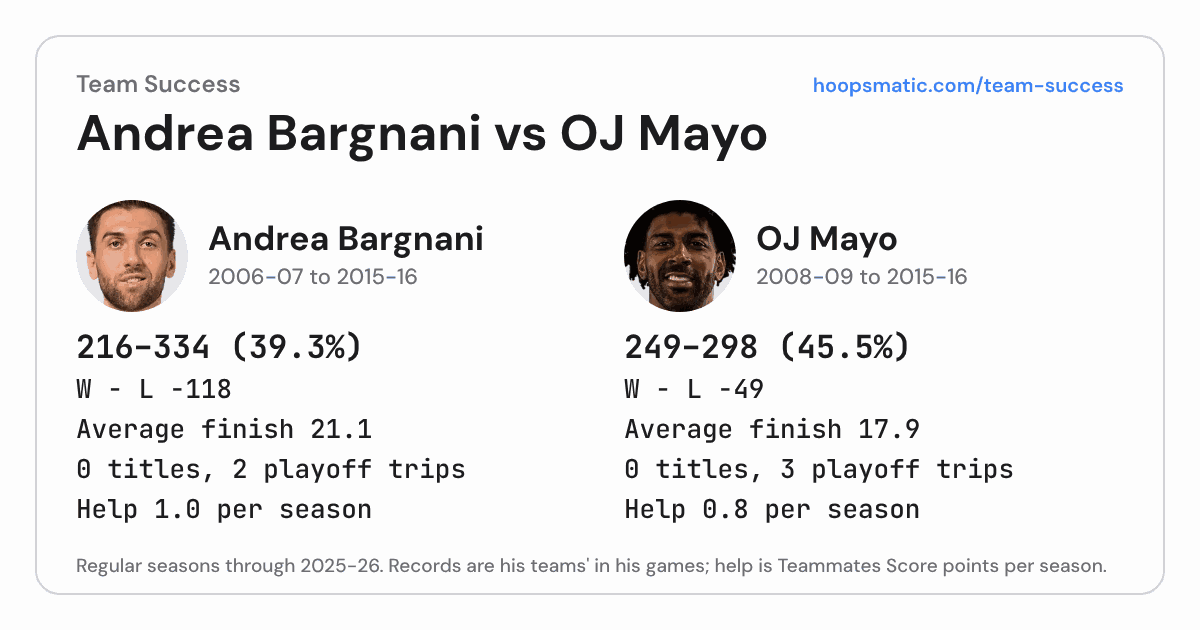 Team Success
hoopsmatic.com/team-success
Andrea Bargnani vs OJ Mayo
Andrea Bargnani
2006-07 to 2015-16
216-334 (39.3%)
W - L -118
Average finish 21.1
0 titles, 2 playoff trips
Help 1.0 per season
OJ Mayo
2008-09 to 2015-16
249-298 (45.5%)
W - L -49
Average finish 17.9
0 titles, 3 playoff trips
Help 0.8 per season
Regular seasons through 2025-26. Records are his teams' in his games; help is Teammates Score points per season.